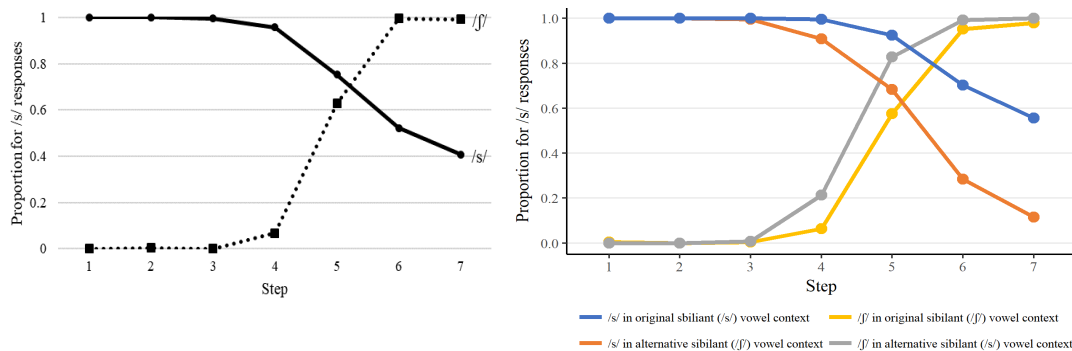 Proportion for /s/ responses
1
0.8
0.6
0.4
0.2
0
/ʃ/
/s/
1 2 3 4 5 6 7
Step
Proportion for /s/ responses
1.0
0.8
0.6
0.4
0.2
0.0
1 2 3 4 5 6 7
Step
/s/ in original sbiliant (/s/) vowel context
/ʃ/ in original sibilant (/ʃ/) vowel context
/s/ in alternative sibilant (/ʃ/) vowel context
/ʃ/ in alternative sibilant (/s/) vowel context